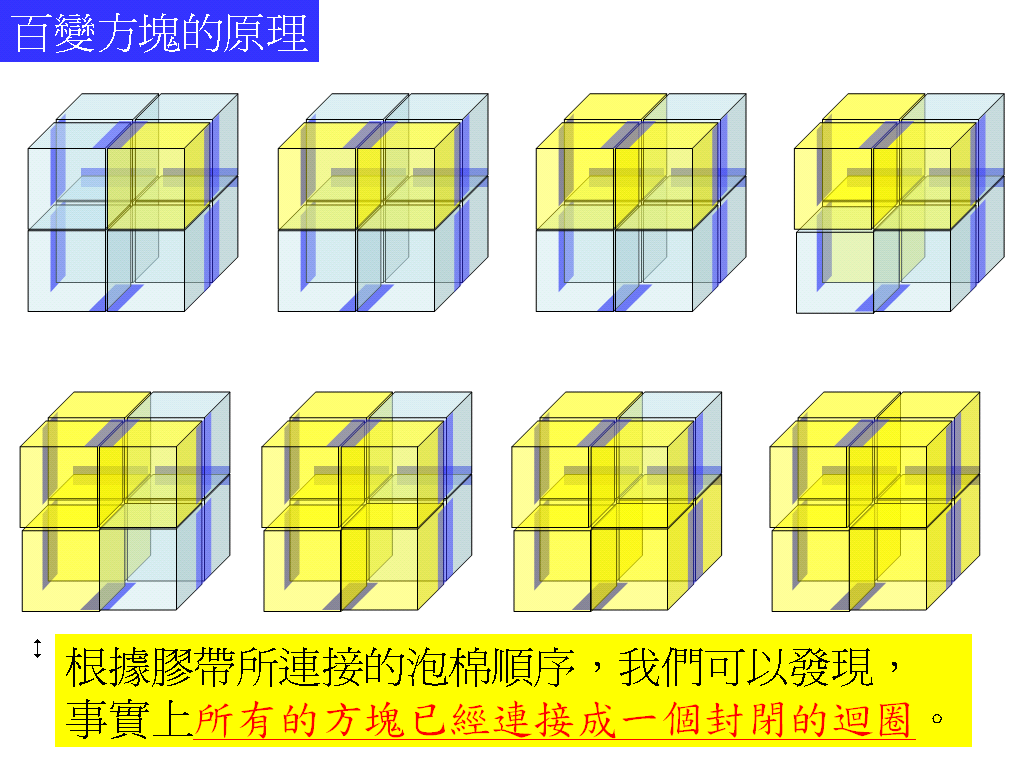 百變方塊的原理
根據膠帶所連接的泡棉順序，我們可以發現，
事實上所有的方塊已經連接成一個封閉的迴圈。